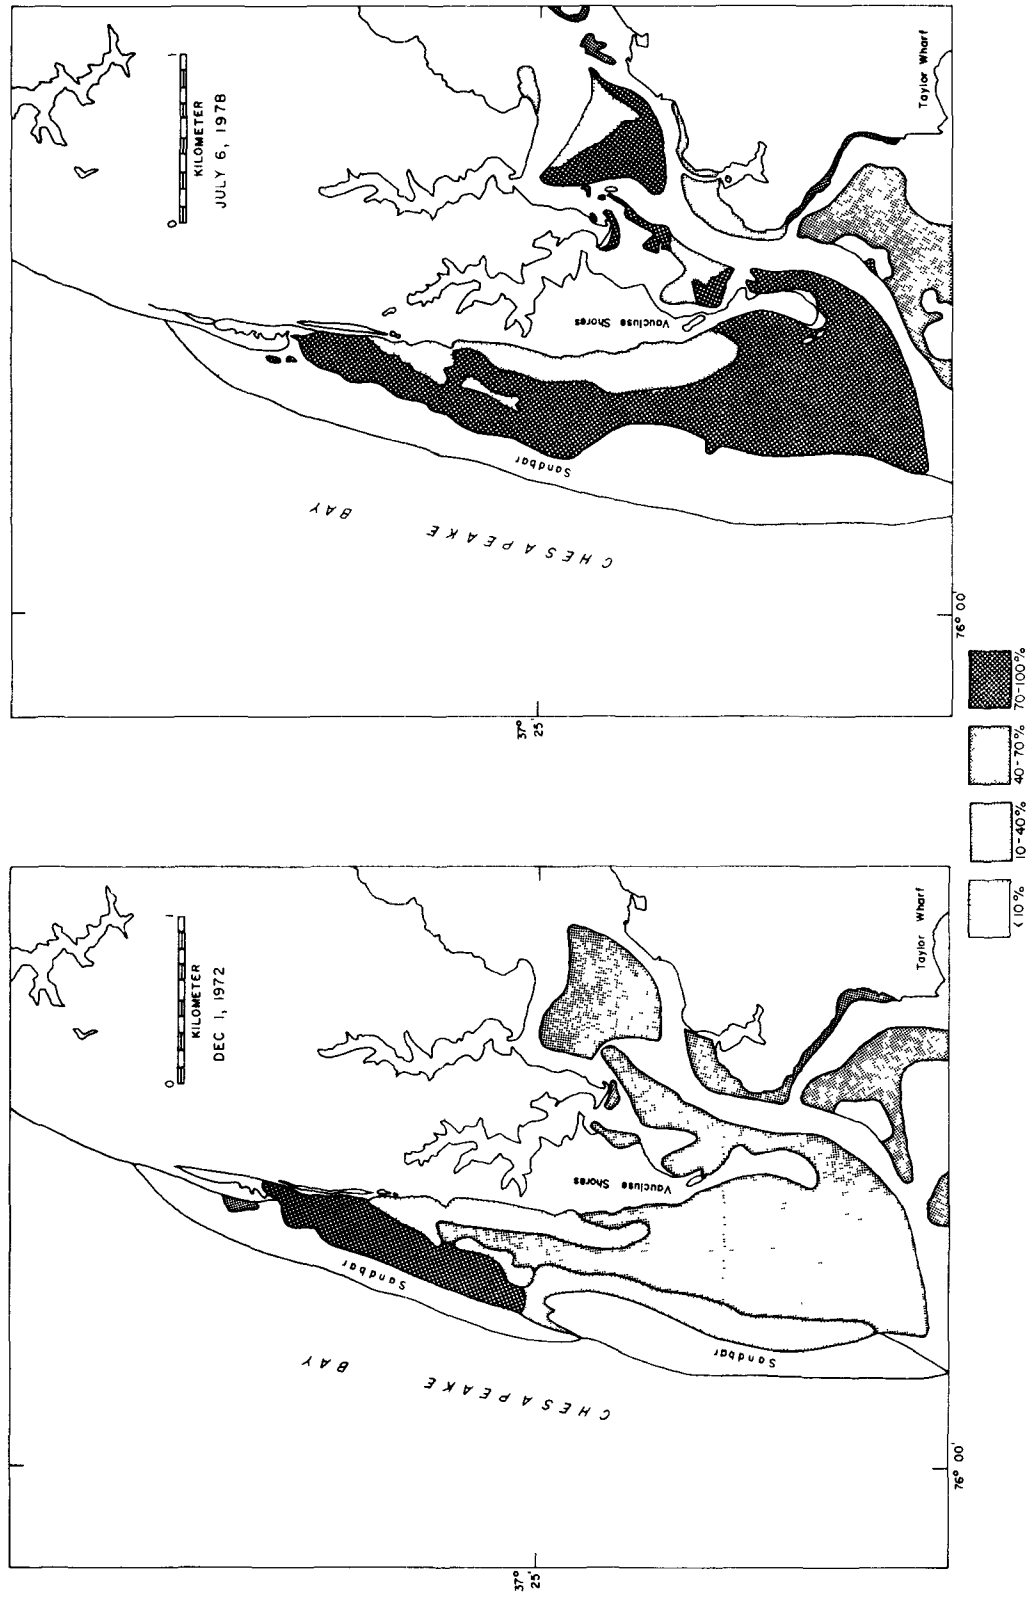 0 1
KILOMETER
JULY 6, 1978
Taylor Wharf
Vaucluse Shores
Sandbar
CHESAPEAKE BAY
37°
25'
76° 00'
0 1
KILOMETER
DEC 1, 1972
Taylor Wharf
Vaucluse Shores
Sandbar
Sandbar
CHESAPEAKE BAY
37°
25'
76° 00'
<10%
10-40%
40-70%
70-100%